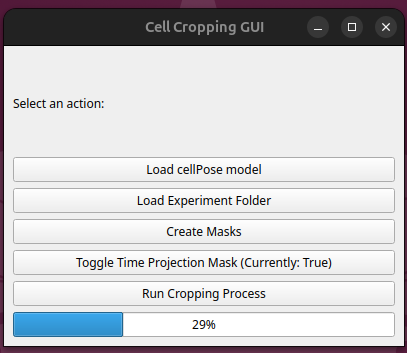 Cell Cropping GUI
Select an action:
Load cellPose model
Load Experiment Folder
Create Masks
Toggle Time Projection Mask (Currently: True)
Run Cropping Process
29%